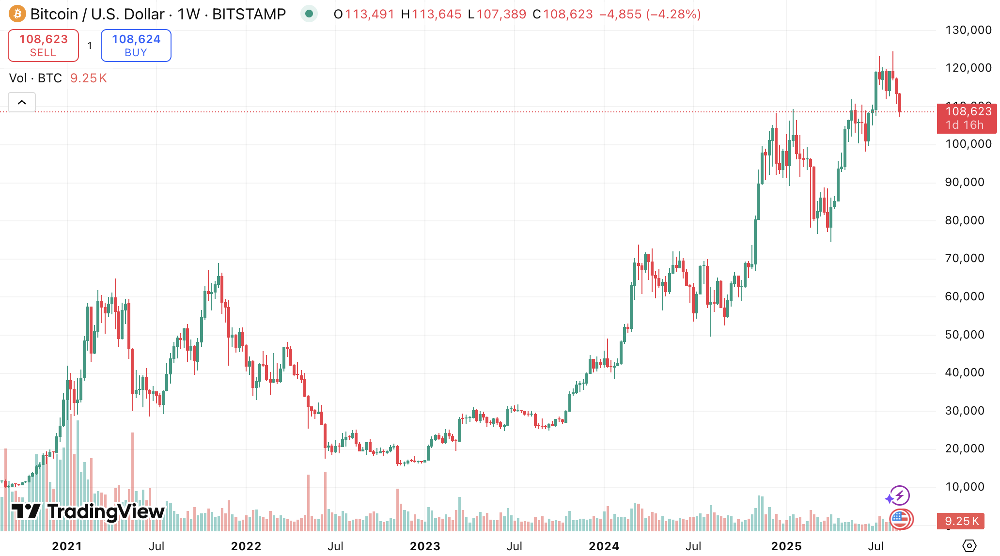 Bitcoin / U.S. Dollar · 1W · BITSTAMP O113,491 H113,645 L107,389 C108,623 −4,855 (−4.28%)
108,623
SELL
1
108,624
BUY
Vol · BTC 9.25K
130,000
120,000
108,623
1d 16h
100,000
90,000
80,000
70,000
60,000
50,000
40,000
30,000
20,000
10,000
TradingView
9.25K
2021 Jul 2022 Jul 2023 Jul 2024 Jul 2025 Jul